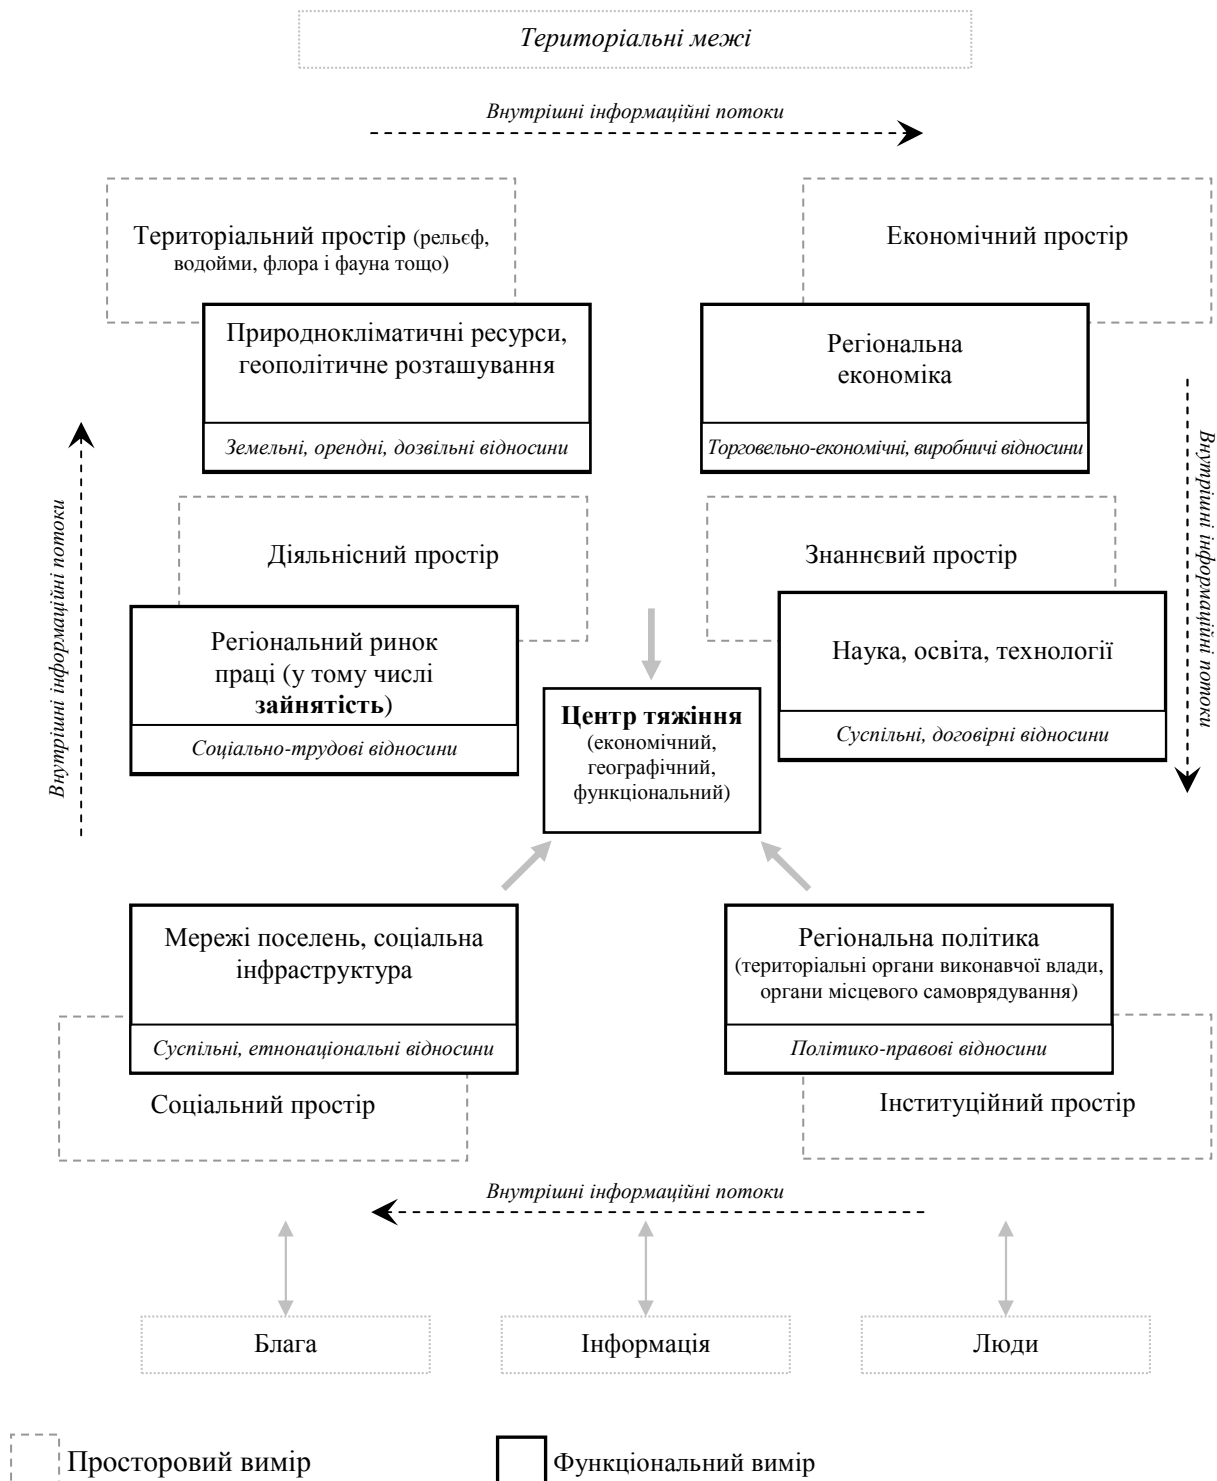 Територіальні межі
Внутрішні інформаційні потоки
Територіальний простір (рельєф,
водойми, флора і фауна тощо)
Економічний простір
Природнокліматичні ресурси,
геополітичне розташування
Земельні, орендні, дозвільні відносини
Регіональна
економіка
Торговельно-економічні, виробничі відносини
Внутрішні інформаційні потоки
Внутрішні інформаційні потоки
Діяльнісний простір
Знаннєвий простір
Регіональний ринок
праці (у тому числі
зайнятість)
Соціально-трудові відносини
Наука, освіта, технології
Суспільні, договірні відносини
Центр тяжіння
(економічний,
географічний,
функціональний)
Мережі поселень, соціальна
інфраструктура
Суспільні, етнонаціональні відносини
Соціальний простір
Регіональна політика
(територіальні органи виконавчої влади,
органи місцевого самоврядування)
Політико-правові відносини
Інституційний простір
Внутрішні інформаційні потоки
Блага
Інформація
Люди
Просторовий вимір
Функціональний вимір